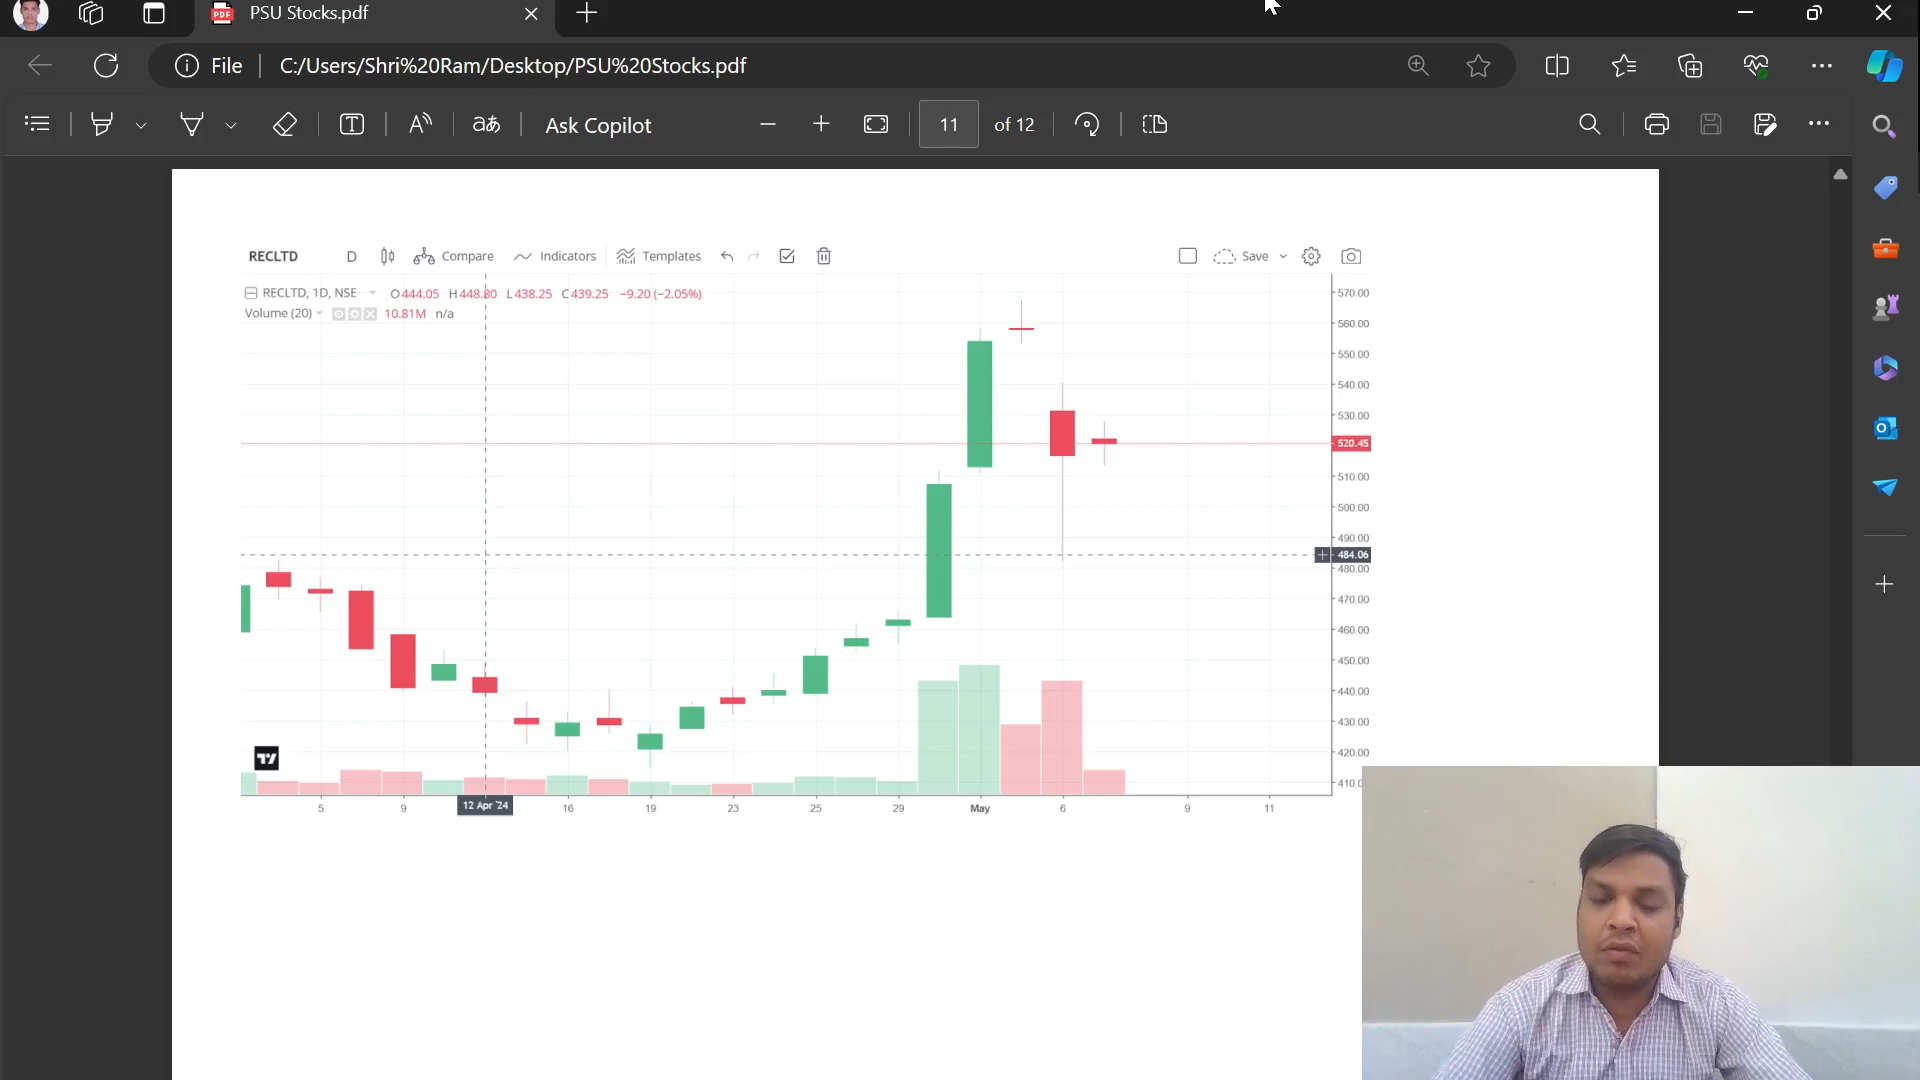 PSU Stocks.pdf
File
C:/Users/Shri%20Ram/Desktop/PSU%20Stocks.pdf
Ask Copilot
11 of 12
RECLTD D Compare Indicators Templates Save
RECLTD, 1D, NSE O444.05 H448.80 L438.25 C439.25 −9.20 (−2.05%)
Volume (20) 10.81M n/a
570.00
560.00
550.00
540.00
530.00
520.45
510.00
500.00
490.00
484.06
480.00
470.00
460.00
450.00
440.00
430.00
420.00
5 9 12 Apr '24 16 19 23 25 29 May 6 9 11